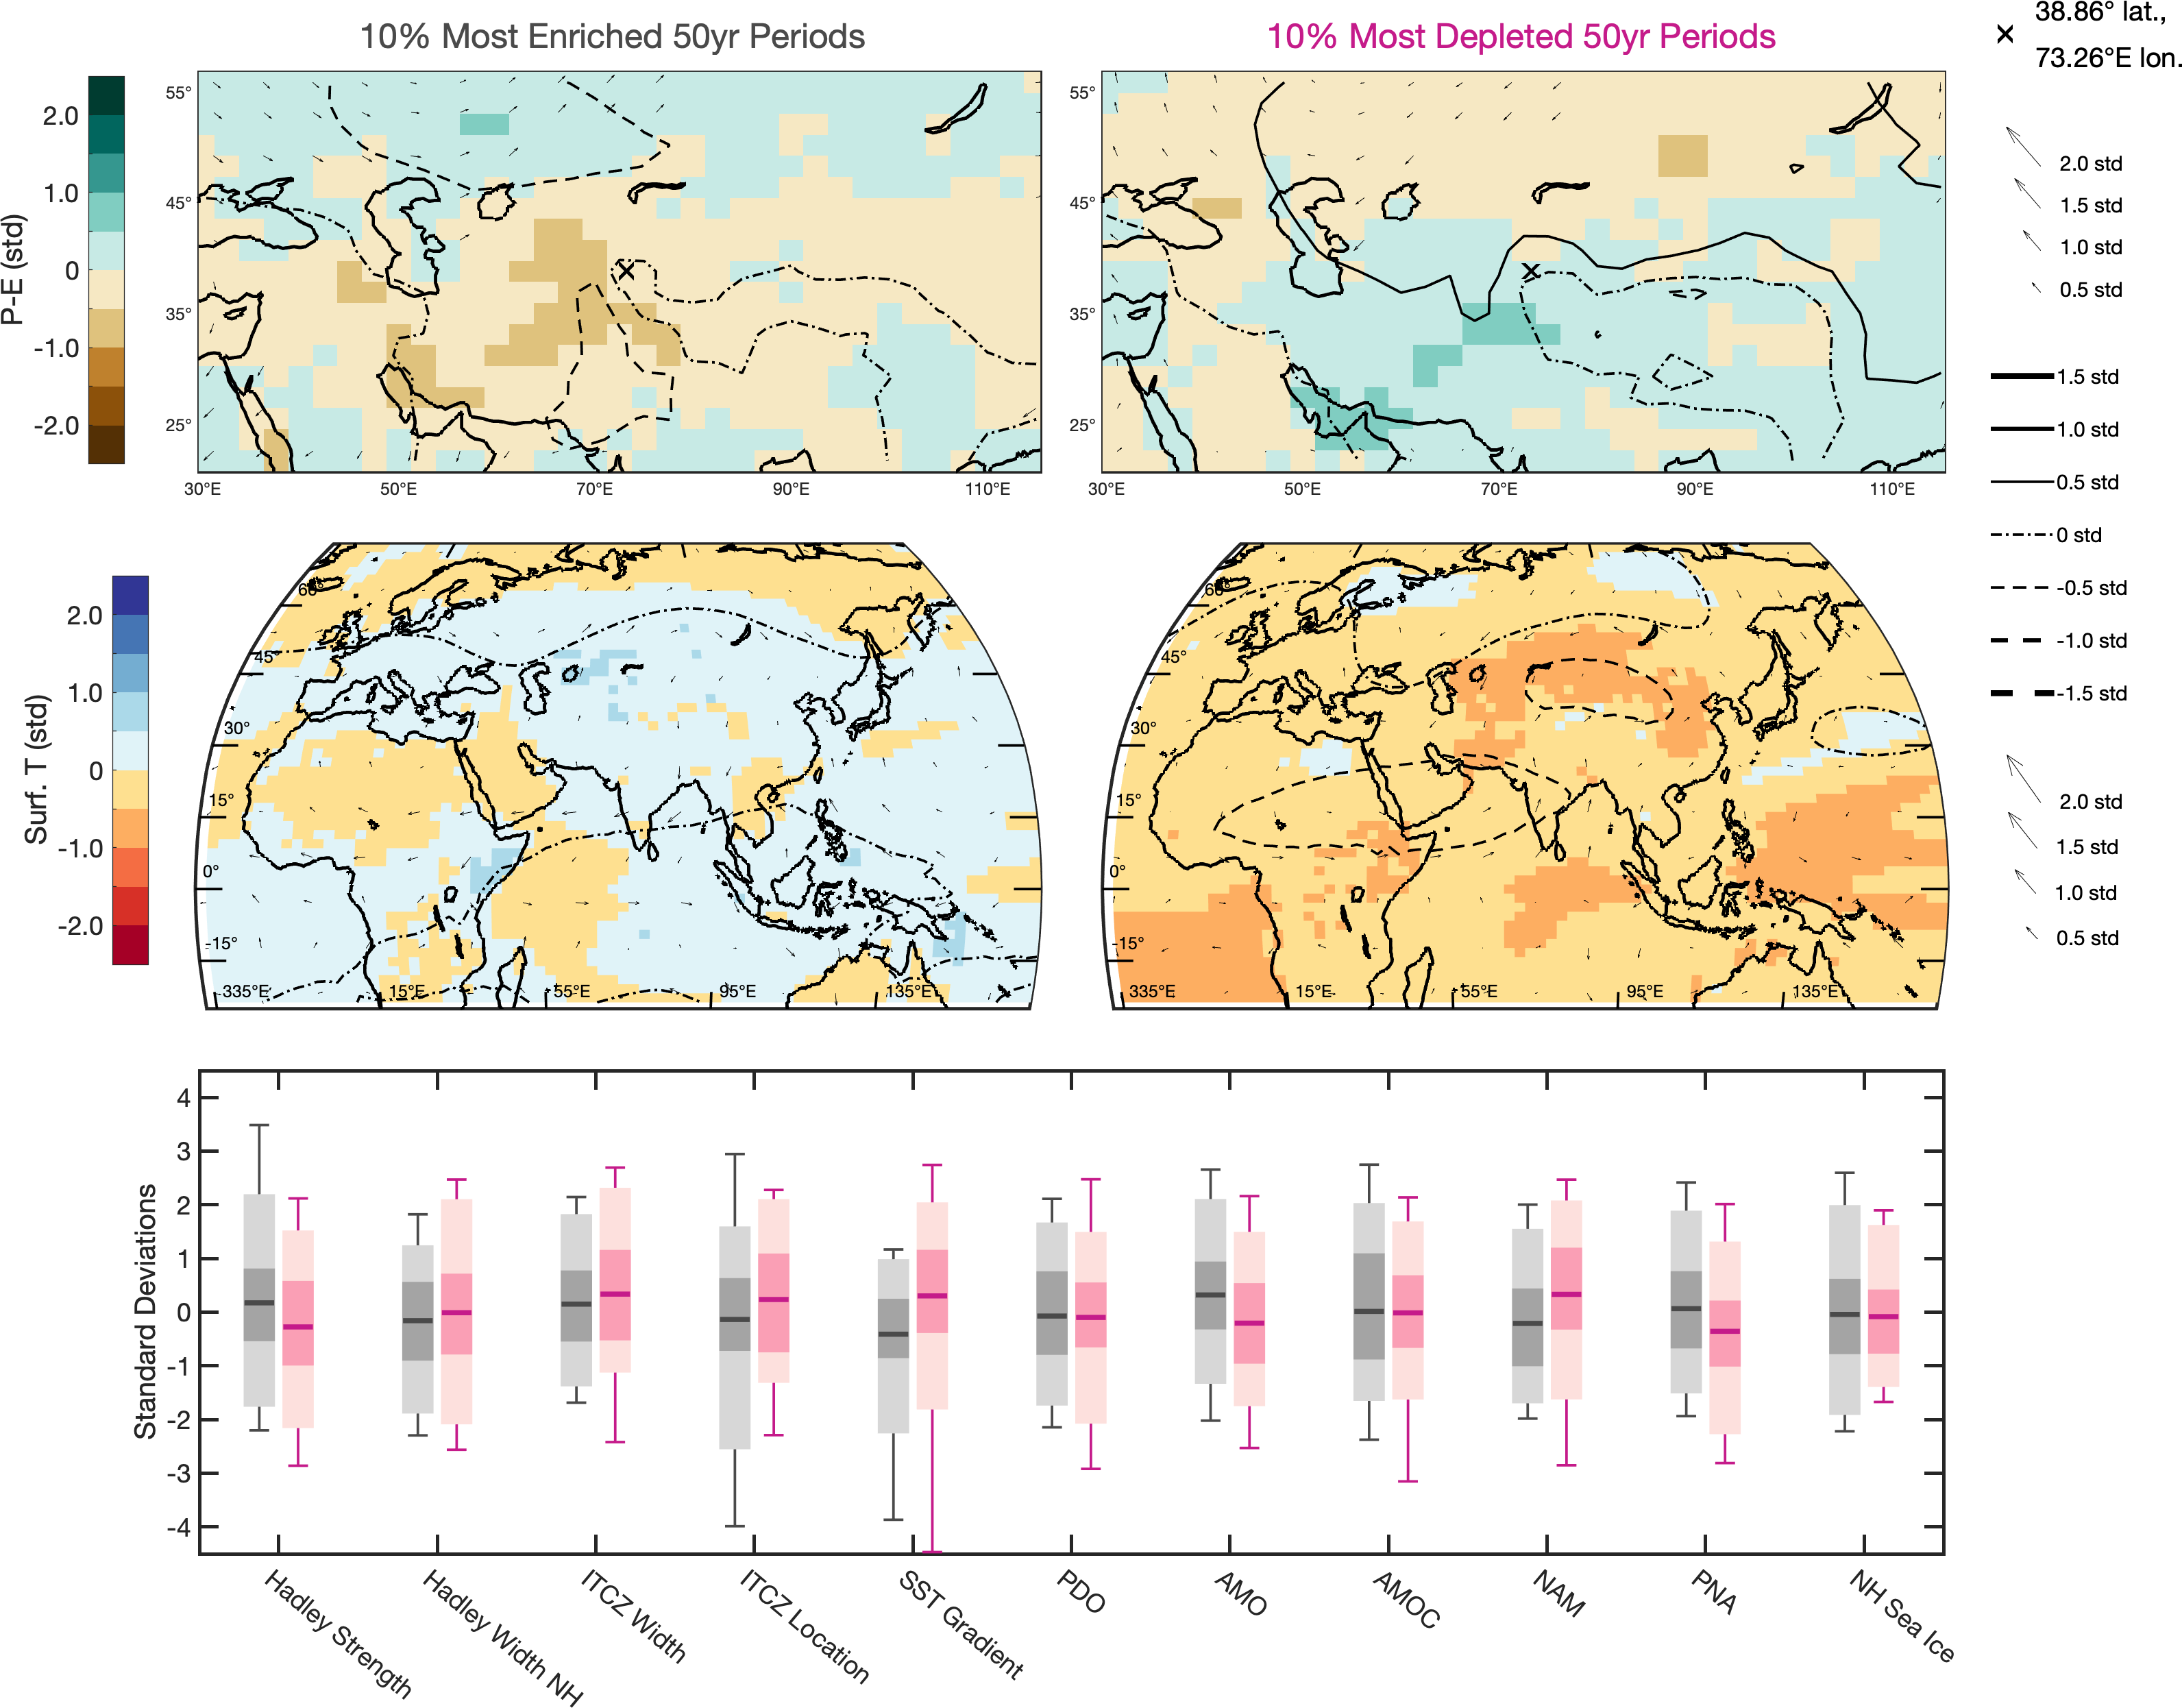 10% Most Enriched 50yr Periods
10% Most Depleted 50yr Periods
38.86° lat.,
73.26°E lon.
P-E (std)
2.0
1.0
0
-1.0
-2.0
55°
45°
35°
25°
30°E
50°E
70°E
90°E
110°E
55°
45°
35°
25°
30°E
50°E
70°E
90°E
110°E
2.0 std
1.5 std
1.0 std
0.5 std
1.5 std
1.0 std
0.5 std
0 std
-0.5 std
-1.0 std
-1.5 std
Surf. T (std)
2.0
1.0
0
-1.0
-2.0
60°
45°
30°
15°
0°
-15°
335°E
15°E
55°E
95°E
135°E
60°
45°
30°
15°
0°
-15°
335°E
15°E
55°E
95°E
135°E
2.0 std
1.5 std
1.0 std
0.5 std
Standard Deviations
4
3
2
1
0
-1
-2
-3
-4
Hadley Strength
Hadley Width NH
ITCZ Width
ITCZ Location
SST Gradient
PDO
AMO
AMOC
NAM
PNA
NH Sea Ice